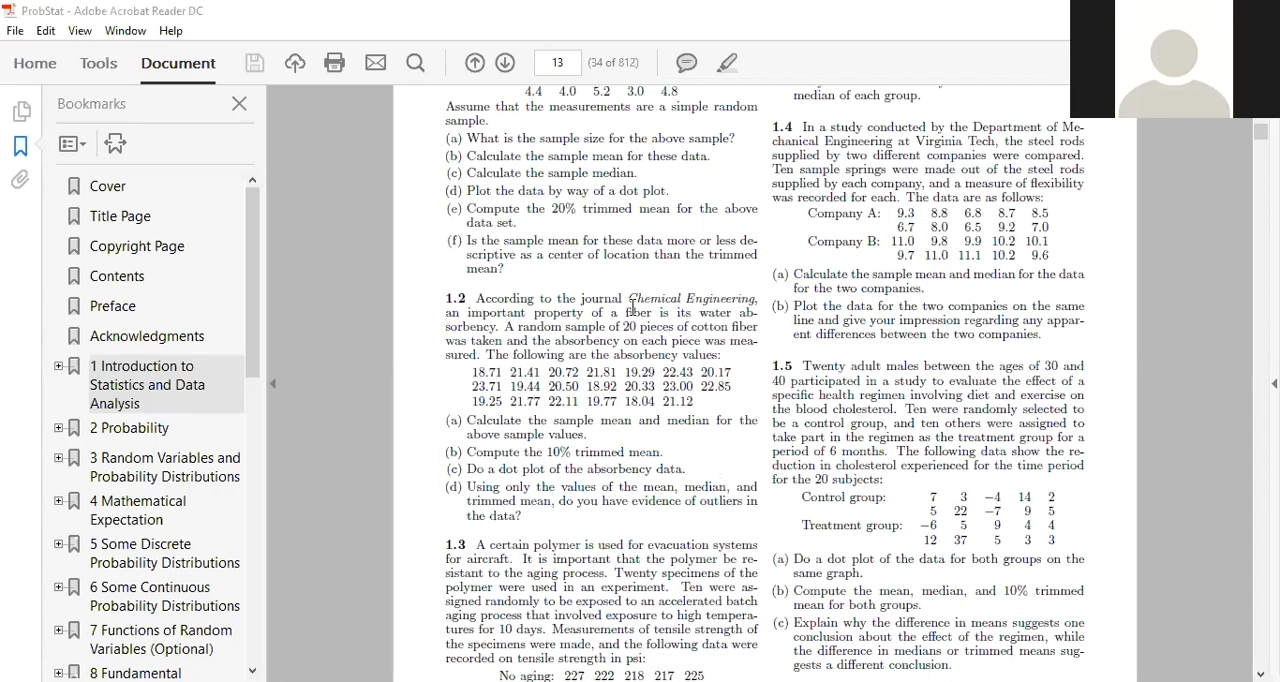 ProbStat - Adobe Acrobat Reader DC
File Edit View Window Help
Home Tools Document 13 (34 of 812)
Bookmarks
Cover
Title Page
Copyright Page
Contents
Preface
Acknowledgments
1 Introduction to
Statistics and Data
Analysis
2 Probability
3 Random Variables and
Probability Distributions
4 Mathematical
Expectation
5 Some Discrete
Probability Distributions
6 Some Continuous
Probability Distributions
7 Functions of Random
Variables (Optional)
8 Fundamental
4.4 4.0 5.2 3.0 4.8
Assume that the measurements are a simple random
sample.
(a) What is the sample size for the above sample?
(b) Calculate the sample mean for these data.
(c) Calculate the sample median.
(d) Plot the data by way of a dot plot.
(e) Compute the 20% trimmed mean for the above
data set.
(f) Is the sample mean for these data more or less de-
scriptive as a center of location than the trimmed
mean?
1.2 According to the journal Chemical Engineering,
an important property of a fiber is its water ab-
sorbency. A random sample of 20 pieces of cotton fiber
was taken and the absorbency on each piece was mea-
sured. The following are the absorbency values:
18.71 21.41 20.72 21.81 19.29 22.43 20.17
23.71 19.44 20.50 18.92 20.33 23.00 22.85
19.25 21.77 22.11 19.77 18.04 21.12
(a) Calculate the sample mean and median for the
above sample values.
(b) Compute the 10% trimmed mean.
(c) Do a dot plot of the absorbency data.
(d) Using only the values of the mean, median, and
trimmed mean, do you have evidence of outliers in
the data?
1.3 A certain polymer is used for evacuation systems
for aircraft. It is important that the polymer be re-
sistant to the aging process. Twenty specimens of the
polymer were used in an experiment. Ten were as-
signed randomly to be exposed to an accelerated batch
aging process that involved exposure to high tempera-
tures for 10 days. Measurements of tensile strength of
the specimens were made, and the following data were
recorded on tensile strength in psi:
No aging: 227 222 218 217 225
median of each group.
1.4 In a study conducted by the Department of Me-
chanical Engineering at Virginia Tech, the steel rods
supplied by two different companies were compared.
Ten sample springs were made out of the steel rods
supplied by each company, and a measure of flexibility
was recorded for each. The data are as follows:
Company A: 9.3 8.8 6.8 8.7 8.5
6.7 8.0 6.5 9.2 7.0
Company B: 11.0 9.8 9.9 10.2 10.1
9.7 11.0 11.1 10.2 9.6
(a) Calculate the sample mean and median for the data
for the two companies.
(b) Plot the data for the two companies on the same
line and give your impression regarding any appar-
ent differences between the two companies.
1.5 Twenty adult males between the ages of 30 and
40 participated in a study to evaluate the effect of a
specific health regimen involving diet and exercise on
the blood cholesterol. Ten were randomly selected to
be a control group, and ten others were assigned to
take part in the regimen as the treatment group for a
period of 6 months. The following data show the re-
duction in cholesterol experienced for the time period
for the 20 subjects:
Control group: 7 3 −4 14 2
5 22 −7 9 5
Treatment group: −6 5 9 4 4
12 37 5 3 3
(a) Do a dot plot of the data for both groups on the
same graph.
(b) Compute the mean, median, and 10% trimmed
mean for both groups.
(c) Explain why the difference in means suggests one
conclusion about the effect of the regimen, while
the difference in medians or trimmed means sug-
gests a different conclusion.